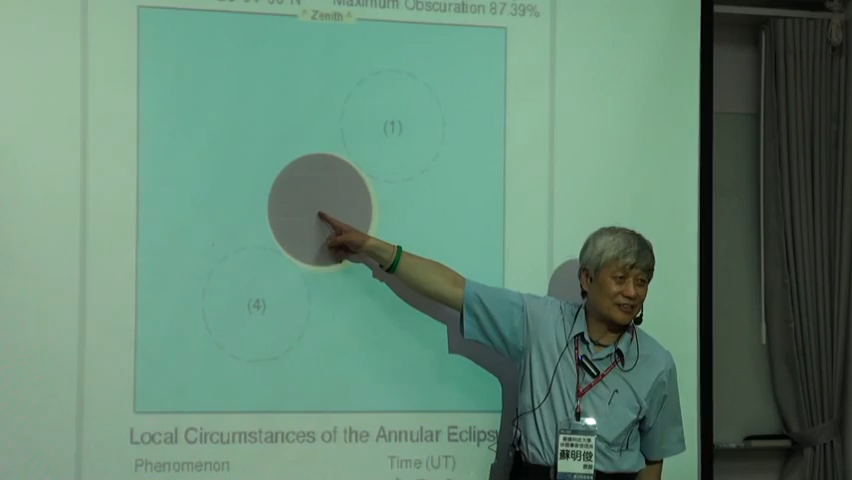 Maximum Obscuration 87.39%
Zenith
(1)
(4)
Local Circumstances of the Annular Eclips
Phenomenon
Time (UT)
蘇明俊